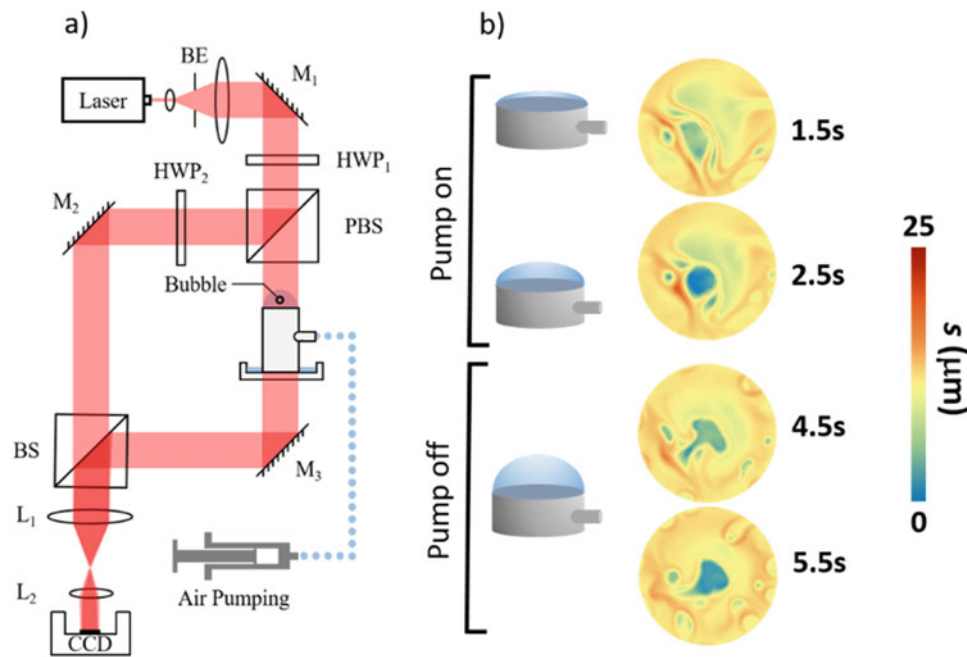 a)
BE
M₁
Laser
HWP₁
HWP₂
M₂
PBS
Bubble
BS
M₃
L₁
L₂
Air Pumping
CCD
b)
Pump on
1.5s
2.5s
Pump off
4.5s
5.5s
25
s (µm)
0